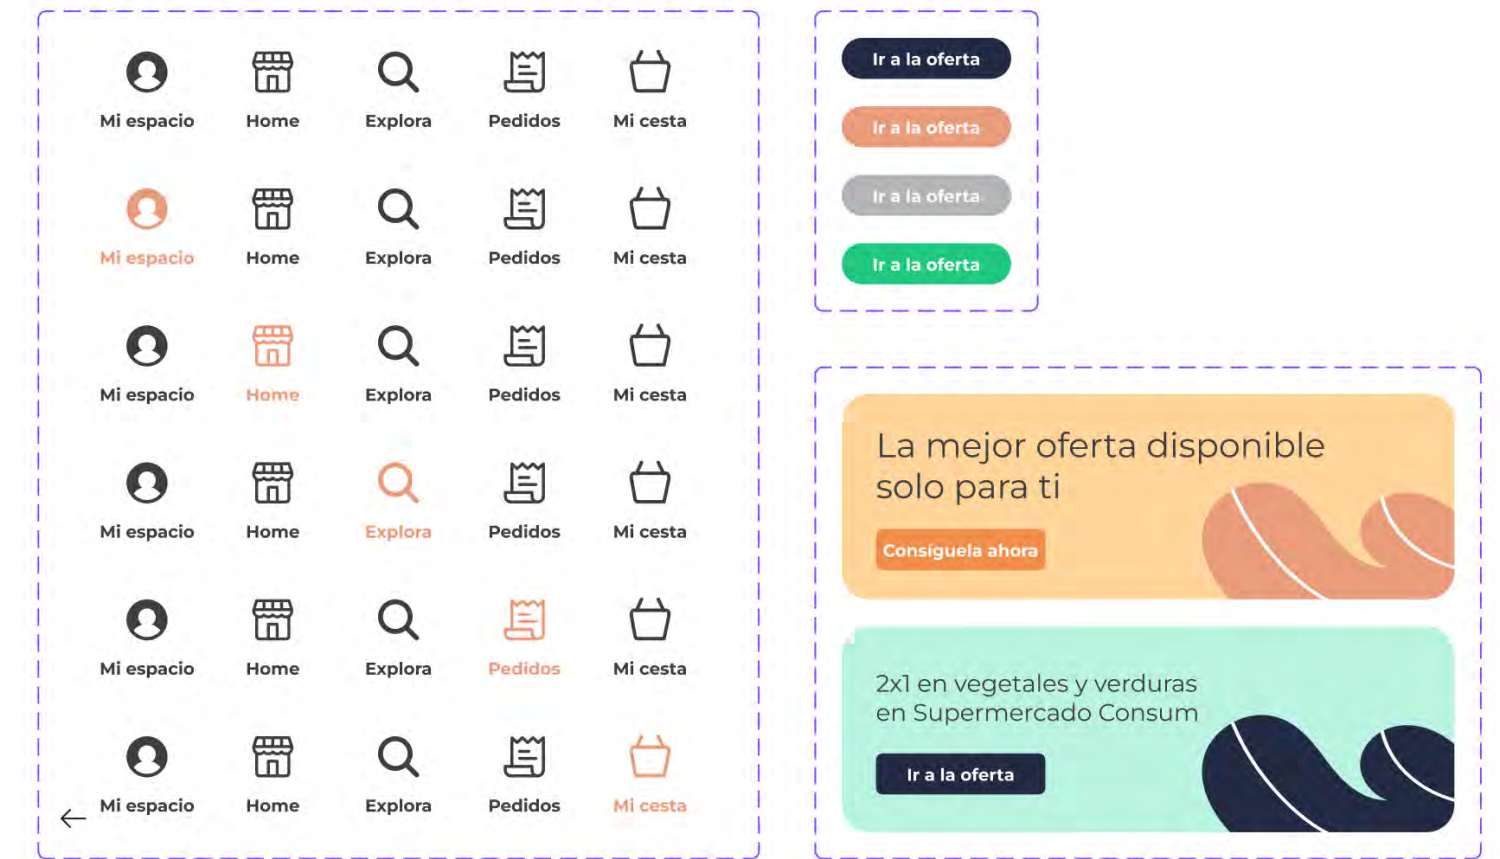 Mi espacio Home Explora Pedidos Mi cesta
Mi espacio Home Explora Pedidos Mi cesta
Mi espacio Home Explora Pedidos Mi cesta
Mi espacio Home Explora Pedidos Mi cesta
Mi espacio Home Explora Pedidos Mi cesta
Mi espacio Home Explora Pedidos Mi cesta
Ir a la oferta
Ir a la oferta
Ir a la oferta
Ir a la oferta
La mejor oferta disponible
solo para ti
Consíguela ahora
2x1 en vegetales y verduras
en Supermercado Consum
Ir a la oferta